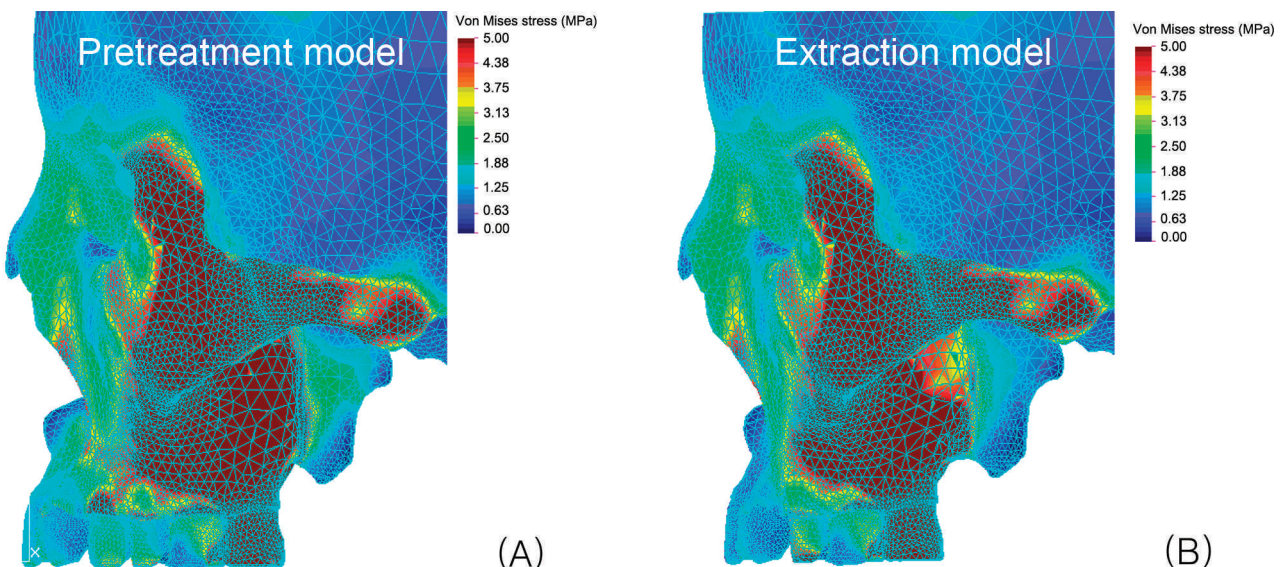 Pretreatment model
Von Mises stress (MPa)
5.00
4.38
3.75
3.13
2.50
1.88
1.25
0.63
0.00
X
(A)
Extraction model
Von Mises stress (MPa)
5.00
4.38
3.75
3.13
2.50
1.88
1.25
0.63
0.00
(B)